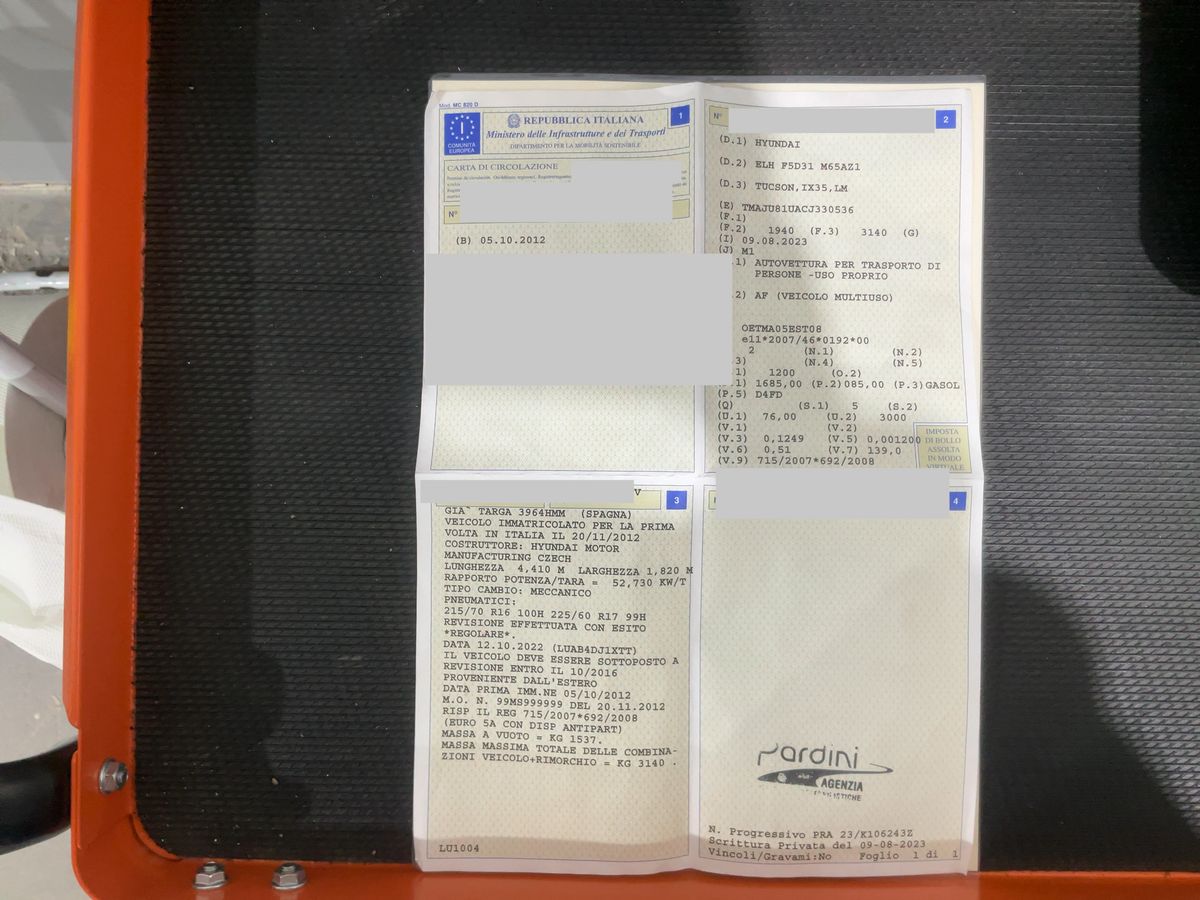 Mod. MC 820 D
REPUBBLICA ITALIANA
1
Ministero delle Infrastrutture e dei Trasporti
DIPARTIMENTO PER LA MOBILITÀ SOSTENIBILE
COMUNITÀ
EUROPEA
CARTA DI CIRCOLAZIONE
N°
(B) 05.10.2012
N°
2
(D.1) HYUNDAI
(D.2) ELH F5D31 M65AZ1
(D.3) TUCSON,IX35,LM
(E) TMAJU81UACJ330536
(F.1)
(F.2) 1940 (F.3) 3140 (G)
(I) 09.08.2023
(J) M1
.1) AUTOVETTURA PER TRASPORTO DI
PERSONE -USO PROPRIO
.2) AF (VEICOLO MULTIUSO)
OETMA05EST08
e11*2007/46*0192*00
2 (N.1) (N.2)
.3) (N.4) (N.5)
.1) 1200 (O.2)
.1) 1685,00 (P.2)085,00 (P.3)GASOL
(P.5) D4FD
(Q) (S.1) 5 (S.2)
(U.1) 76,00 (U.2) 3000
(V.1) (V.2)
(V.3) 0,1249 (V.5) 0,001200
(V.6) 0,51 (V.7) 139,0
(V.9) 715/2007*692/2008
IMPOSTA
DI BOLLO
ASSOLTA
IN MODO
VIRTUALE
V
3
GIA` TARGA 3964HMM (SPAGNA)
VEICOLO IMMATRICOLATO PER LA PRIMA
VOLTA IN ITALIA IL 20/11/2012
COSTRUTTORE: HYUNDAI MOTOR
MANUFACTURING CZECH
LUNGHEZZA 4,410 M LARGHEZZA 1,820 M
RAPPORTO POTENZA/TARA = 52,730 KW/T
TIPO CAMBIO: MECCANICO
PNEUMATICI:
215/70 R16 100H 225/60 R17 99H
REVISIONE EFFETTUATA CON ESITO
*REGOLARE*.
DATA 12.10.2022 (LUAB4DJ1XTT)
IL VEICOLO DEVE ESSERE SOTTOPOSTO A
REVISIONE ENTRO IL 10/2016
PROVENIENTE DALL'ESTERO
DATA PRIMA IMM.NE 05/10/2012
M.O. N. 99MS999999 DEL 20.11.2012
RISP IL REG 715/2007*692/2008
(EURO 5A CON DISP ANTIPART)
MASSA A VUOTO = KG 1537.
MASSA MASSIMA TOTALE DELLE COMBINA-
ZIONI VEICOLO+RIMORCHIO = KG 3140 .
LU1004
4
Pardini
AGENZIA
N. Progressivo PRA 23/K106243Z
Scrittura Privata del 09-08-2023
Vincoli/Gravami:No Foglio 1 di 1